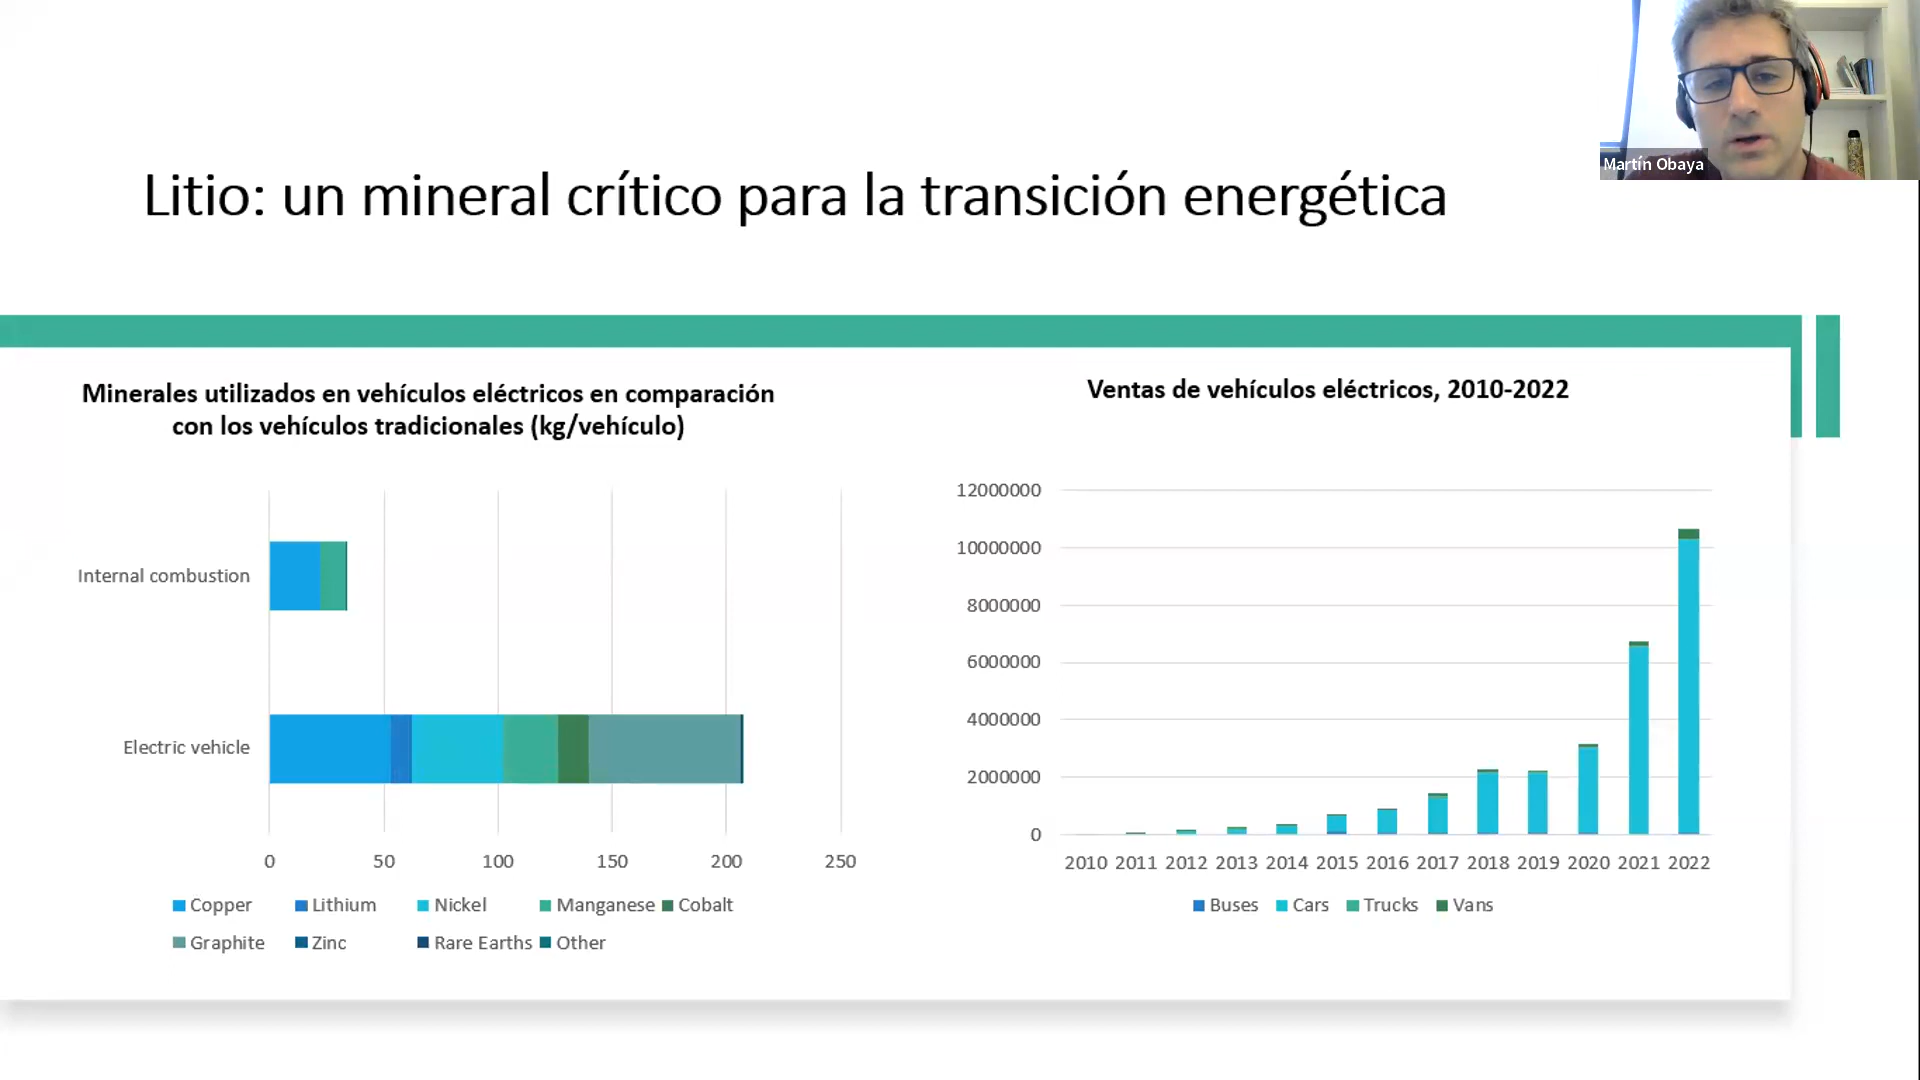 Martín Obaya
Litio: un mineral crítico para la transición energética
Minerales utilizados en vehículos eléctricos en comparación
con los vehículos tradicionales (kg/vehículo)
Internal combustion
Electric vehicle
0 50 100 150 200 250
Copper Lithium Nickel Manganese Cobalt
Graphite Zinc Rare Earths Other
Ventas de vehículos eléctricos, 2010-2022
12000000
10000000
8000000
6000000
4000000
2000000
0
2010 2011 2012 2013 2014 2015 2016 2017 2018 2019 2020 2021 2022
Buses Cars Trucks Vans